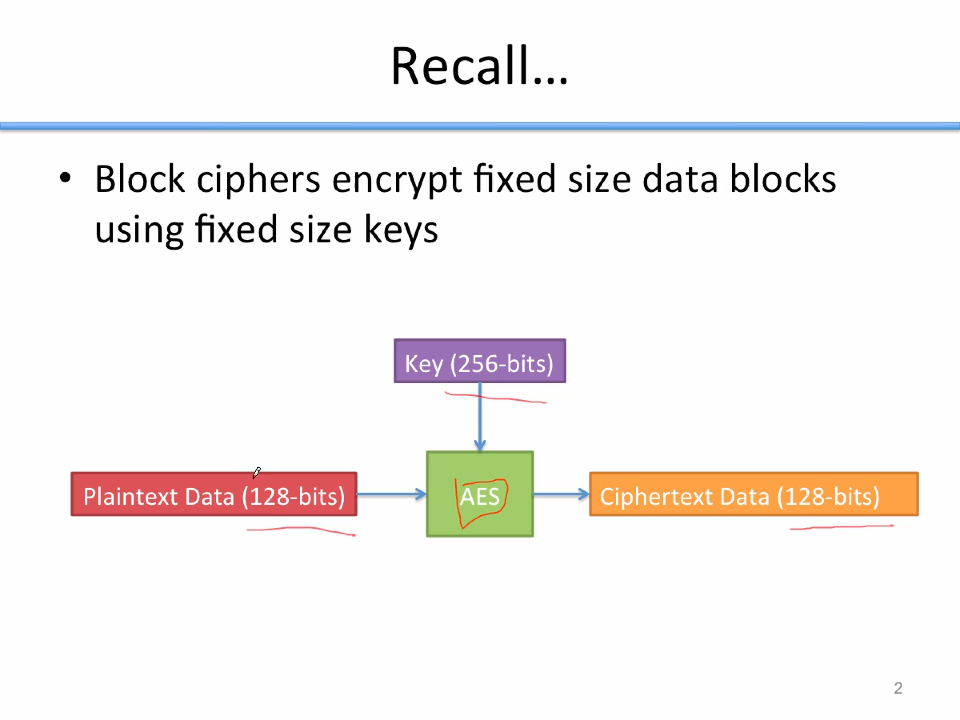 Recall…
• Block ciphers encrypt fixed size data blocks
using fixed size keys
Key (256-bits)
Plaintext Data (128-bits)
AES
Ciphertext Data (128-bits)
2